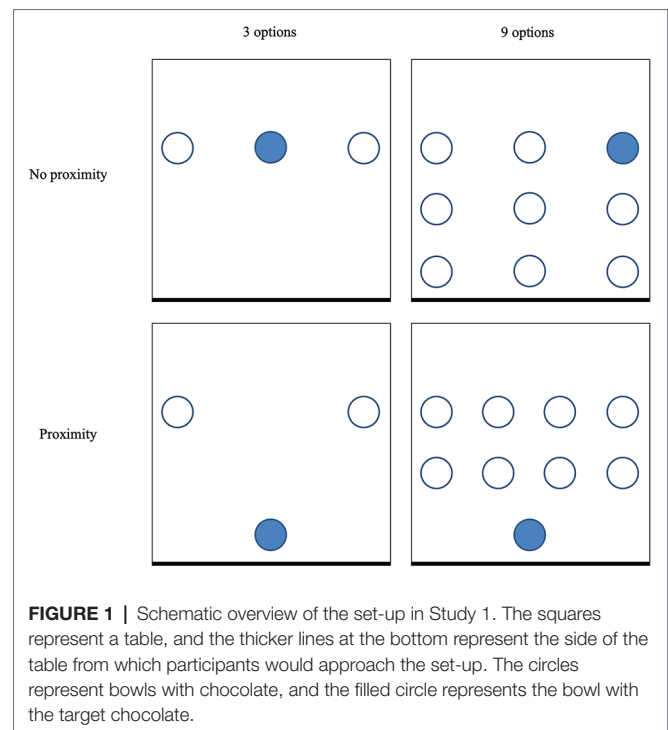 3 options
9 options
No proximity
Proximity
FIGURE 1 | Schematic overview of the set-up in Study 1. The squares
represent a table, and the thicker lines at the bottom represent the side of the
table from which participants would approach the set-up. The circles
represent bowls with chocolate, and the filled circle represents the bowl with
the target chocolate.